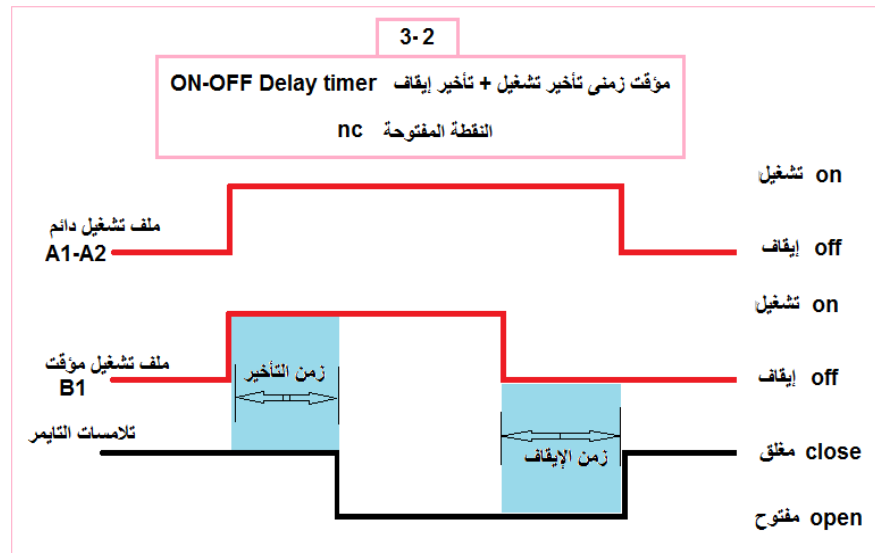 3-2
مؤقت زمنى تأخير تشغيل + تأخير إيقاف ON-OFF Delay timer
النقطة المفتوحة nc
on تشغيل
ملف تشغيل دائم
A1-A2
off إيقاف
on تشغيل
ملف تشغيل مؤقت
B1
زمن التأخير
off إيقاف
تلامسات التايمر
زمن الإيقاف
close مغلق
open مفتوح